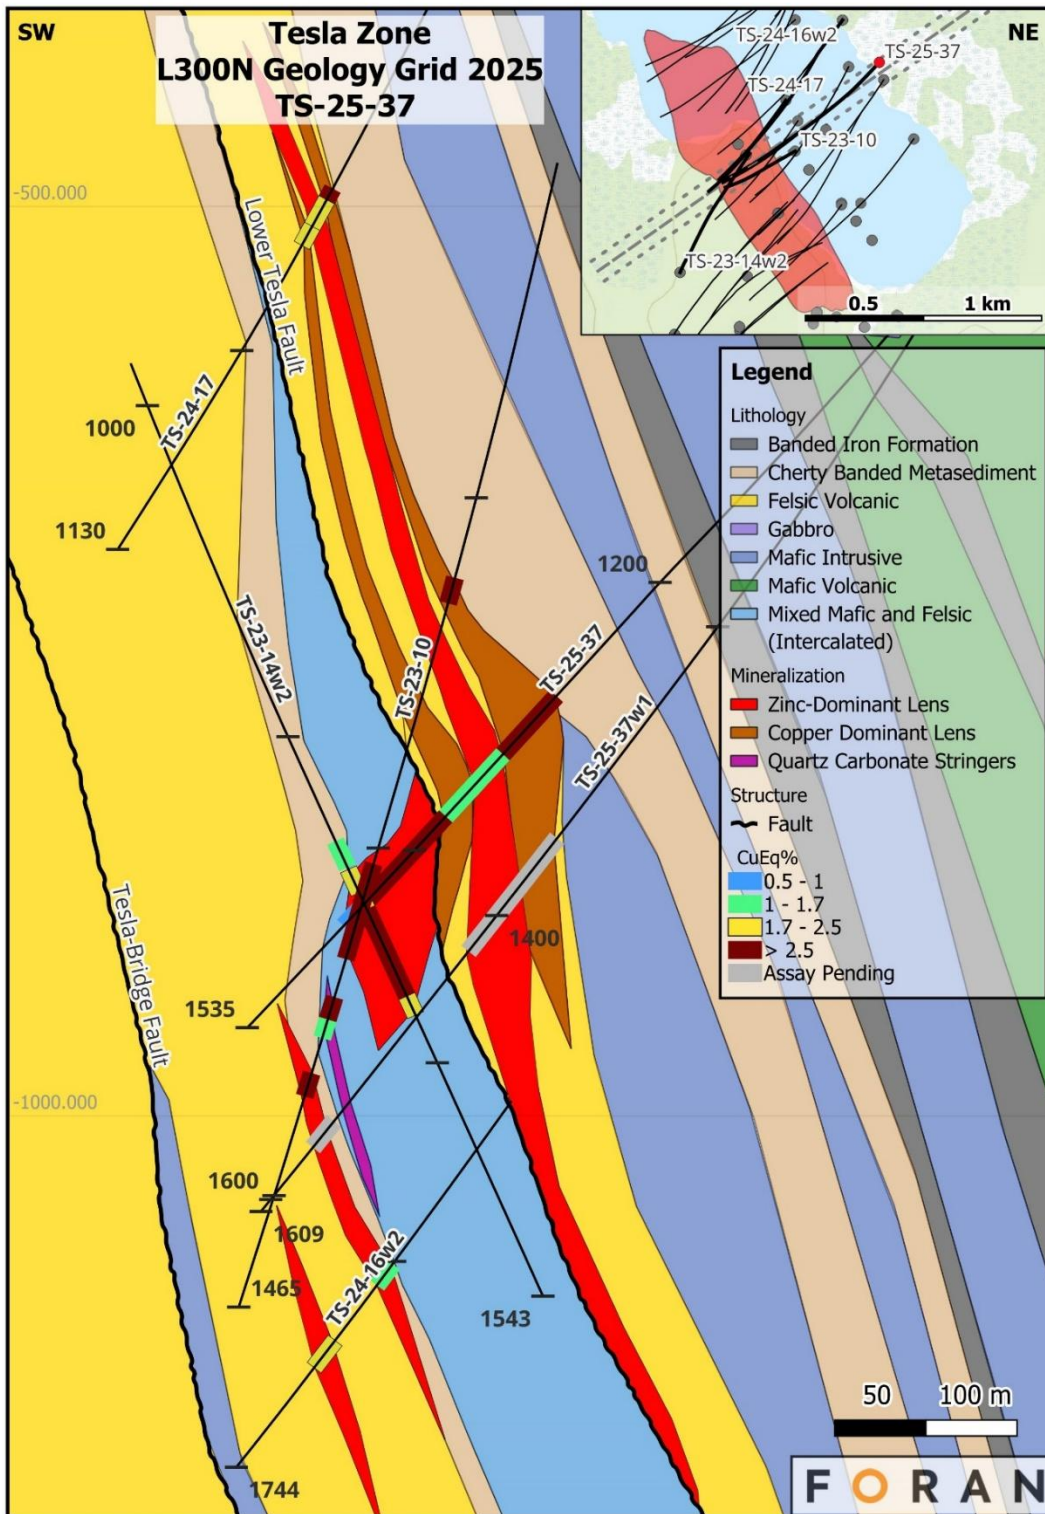 SW
Tesla Zone
L300N Geology Grid 2025
TS-25-37
NE
TS-24-16w2
TS-25-37
TS-24-17
TS-23-10
TS-23-14w2
0.5 1 km
-500.000
Lower Tesla Fault
TS-24-17
1000
1130
TS-23-14w2
TS-23-10
1200
TS-25-37
TS-25-37w1
1400
Tesla-Bridge Fault
1535
-1000.000
1600
1609
1465
TS-24-16w2
1543
1744
Legend
Lithology
Banded Iron Formation
Cherty Banded Metasediment
Felsic Volcanic
Gabbro
Mafic Intrusive
Mafic Volcanic
Mixed Mafic and Felsic
(Intercalated)
Mineralization
Zinc-Dominant Lens
Copper Dominant Lens
Quartz Carbonate Stringers
Structure
Fault
CuEq%
0.5 - 1
1 - 1.7
1.7 - 2.5
> 2.5
Assay Pending
50 100 m
FORAN